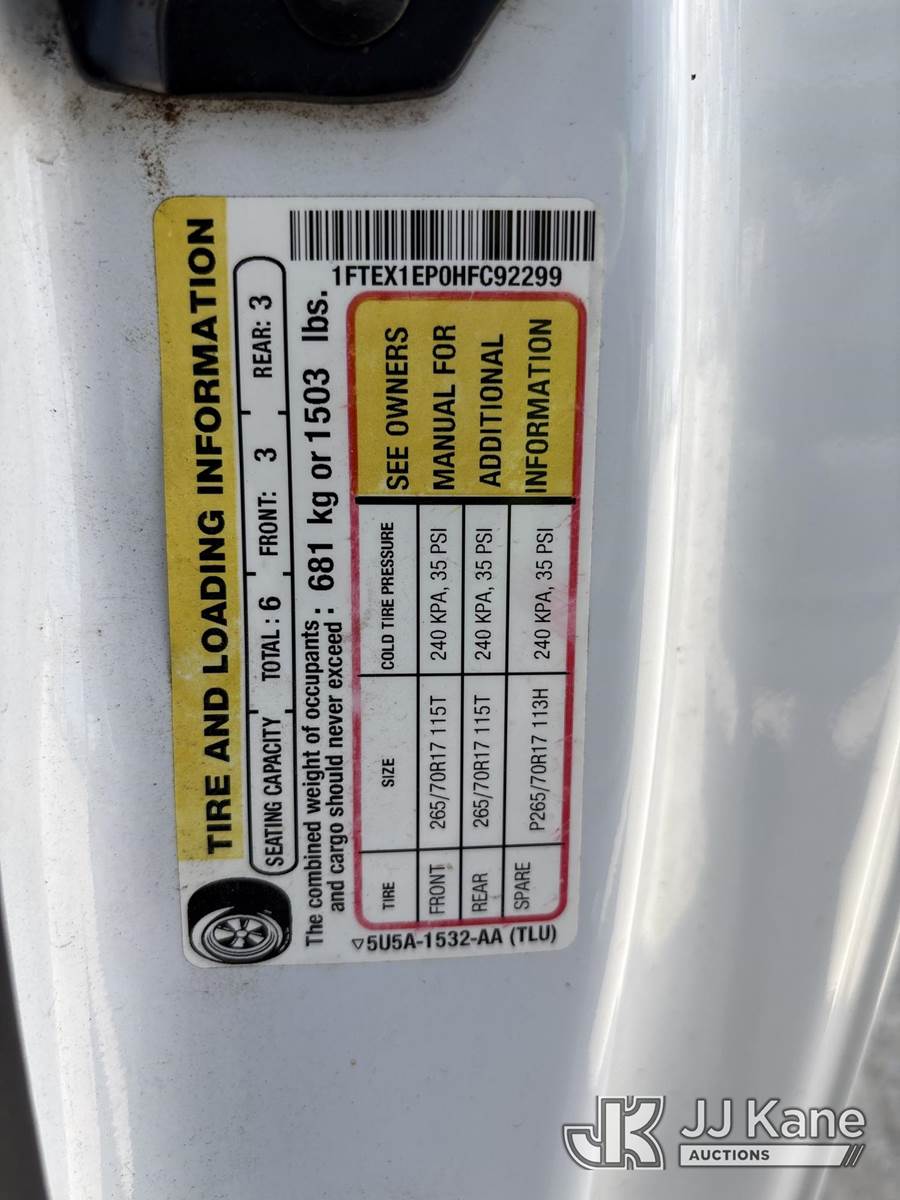 TIRE AND LOADING INFORMATION
SEATING CAPACITY TOTAL : 6 FRONT: 3 REAR: 3
The combined weight of occupants
and cargo should never exceed : 681 kg or 1503 lbs.
TIRE SIZE COLD TIRE PRESSURE
FRONT 265/70R17 115T 240 KPA, 35 PSI
REAR 265/70R17 115T 240 KPA, 35 PSI
SPARE P265/70R17 113H 240 KPA, 35 PSI
SEE OWNERS
MANUAL FOR
ADDITIONAL
INFORMATION
5U5A-1532-AA (TLU)
1FTEX1EP0HFC92299
JK JJ Kane
AUCTIONS